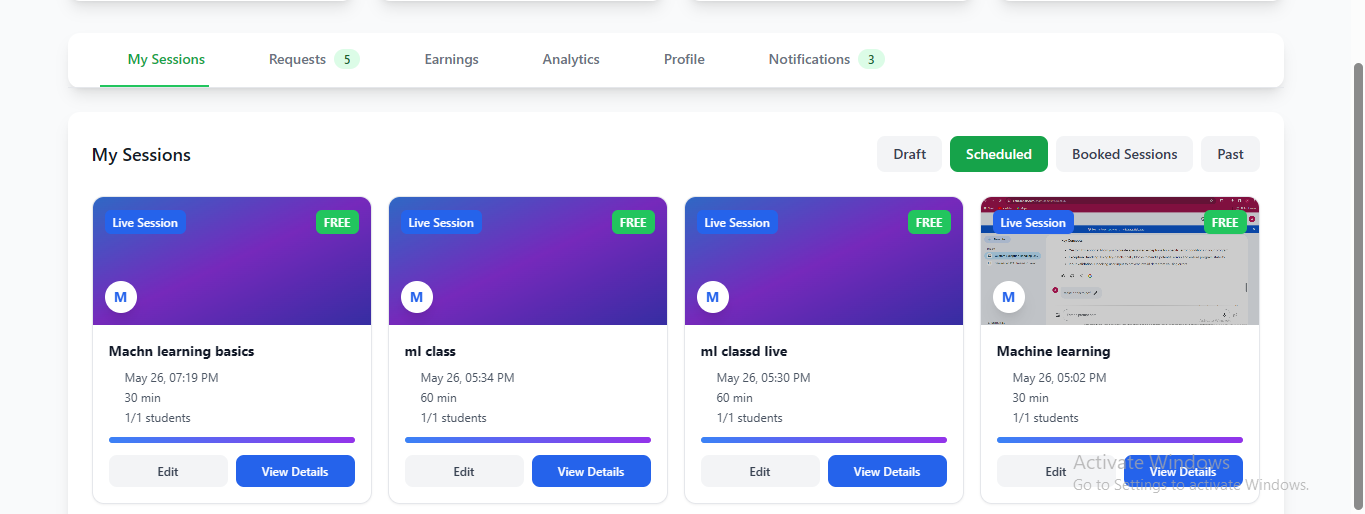 My Sessions Requests 5 Earnings Analytics Profile Notifications 3
My Sessions Draft Scheduled Booked Sessions Past
Live Session FREE Live Session FREE Live Session FREE Live Session FREE
M M M M
Machn learning basics ml class ml classd live Machine learning
May 26, 07:19 PM May 26, 05:34 PM May 26, 05:30 PM May 26, 05:02 PM
30 min 60 min 60 min 30 min
1/1 students 1/1 students 1/1 students 1/1 students
Edit View Details Edit View Details Edit View Details Edit View Details
Activate Windows
Go to Settings to activate Windows.